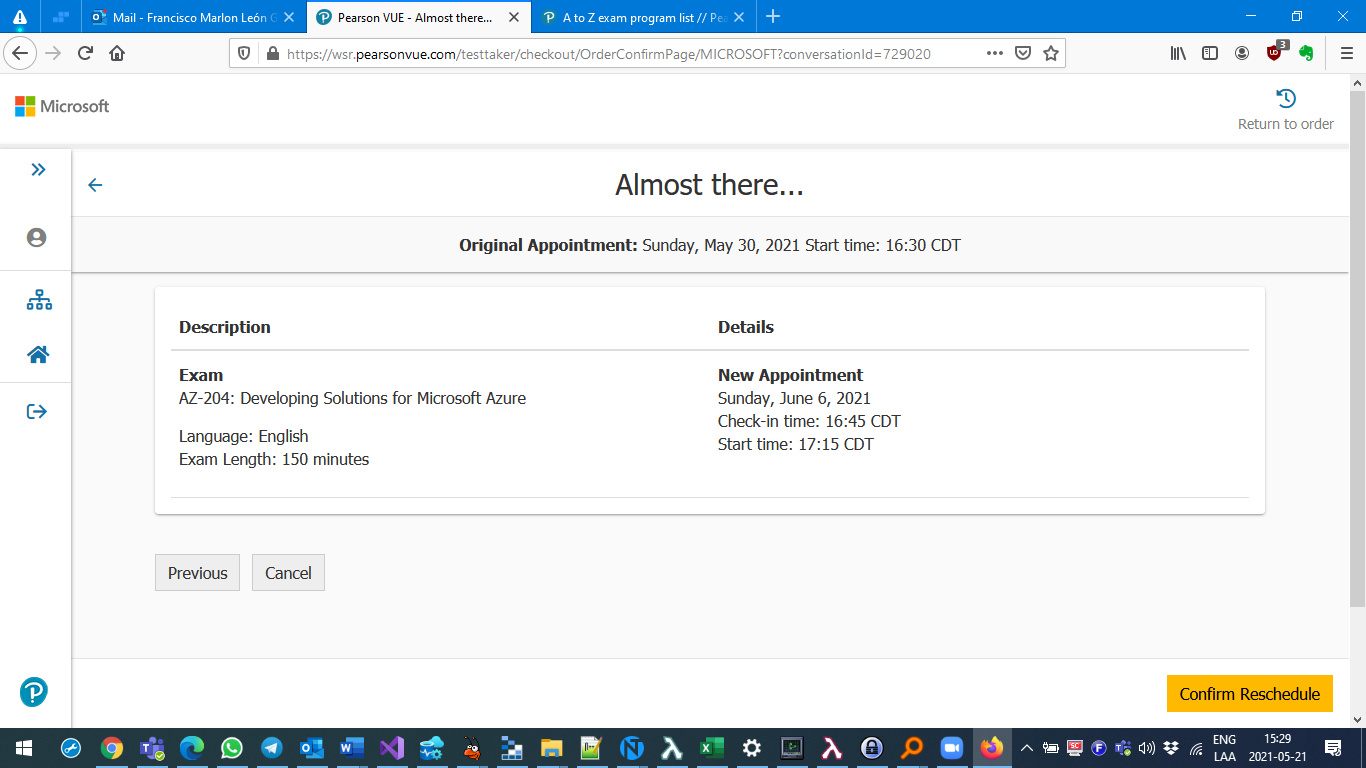 Mail - Francisco Marlon León G
Pearson VUE - Almost there...
A to Z exam program list // Pea
https://wsr.pearsonvue.com/testtaker/checkout/OrderConfirmPage/MICROSOFT?conversationId=729020
3
Microsoft
Return to order
Almost there...
Original Appointment: Sunday, May 30, 2021 Start time: 16:30 CDT
Description Details
Exam New Appointment
AZ-204: Developing Solutions for Microsoft Azure Sunday, June 6, 2021
Check-in time: 16:45 CDT
Language: English Start time: 17:15 CDT
Exam Length: 150 minutes
Previous Cancel
Confirm Reschedule
ENG 15:29
LAA 2021-05-21